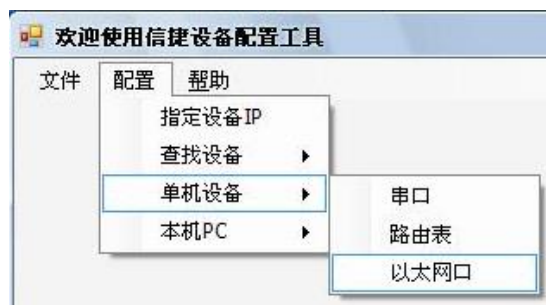 欢迎使用信捷设备配置工具
文件 配置 帮助
指定设备IP
查找设备
单机设备
串口
本机PC
路由表
以太网口